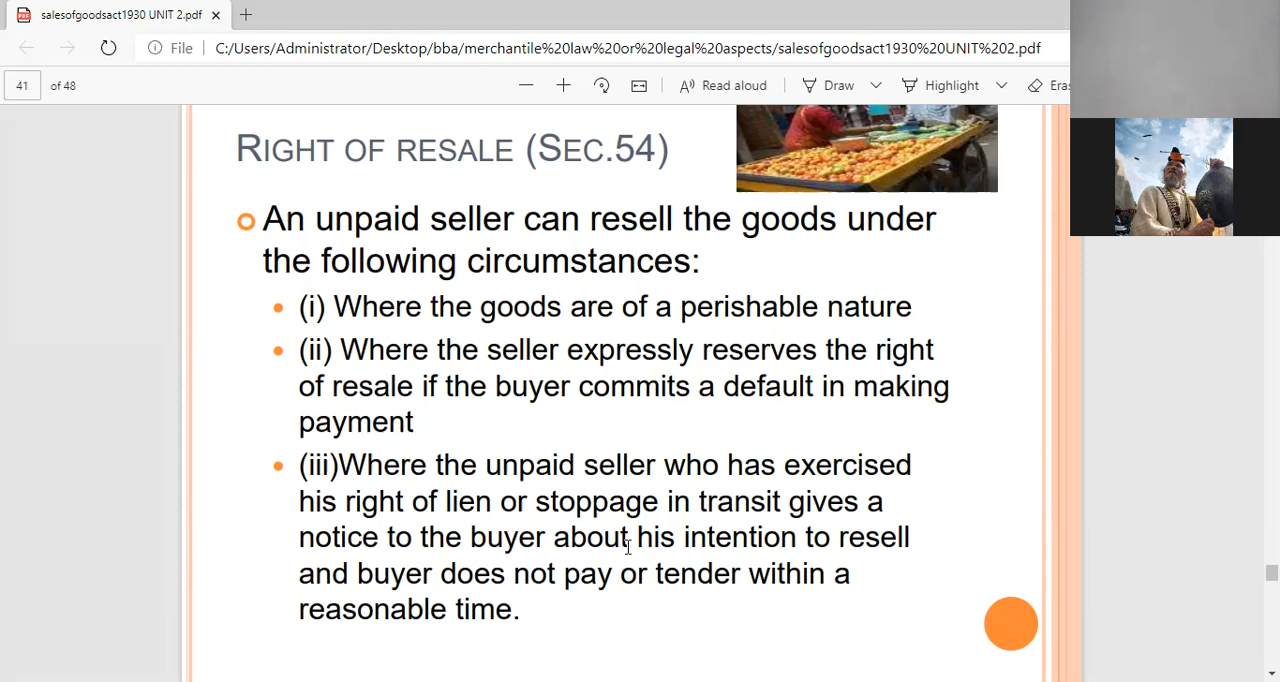 salesofgoodsact1930 UNIT 2.pdf
File C:/Users/Administrator/Desktop/bba/merchantile%20law%20or%20legal%20aspects/salesofgoodsact1930%20UNIT%202.pdf
41 of 48 Read aloud Draw Highlight Eras
RIGHT OF RESALE (SEC.54)
An unpaid seller can resell the goods under
the following circumstances:
(i) Where the goods are of a perishable nature
(ii) Where the seller expressly reserves the right
of resale if the buyer commits a default in making
payment
(iii)Where the unpaid seller who has exercised
his right of lien or stoppage in transit gives a
notice to the buyer about his intention to resell
and buyer does not pay or tender within a
reasonable time.